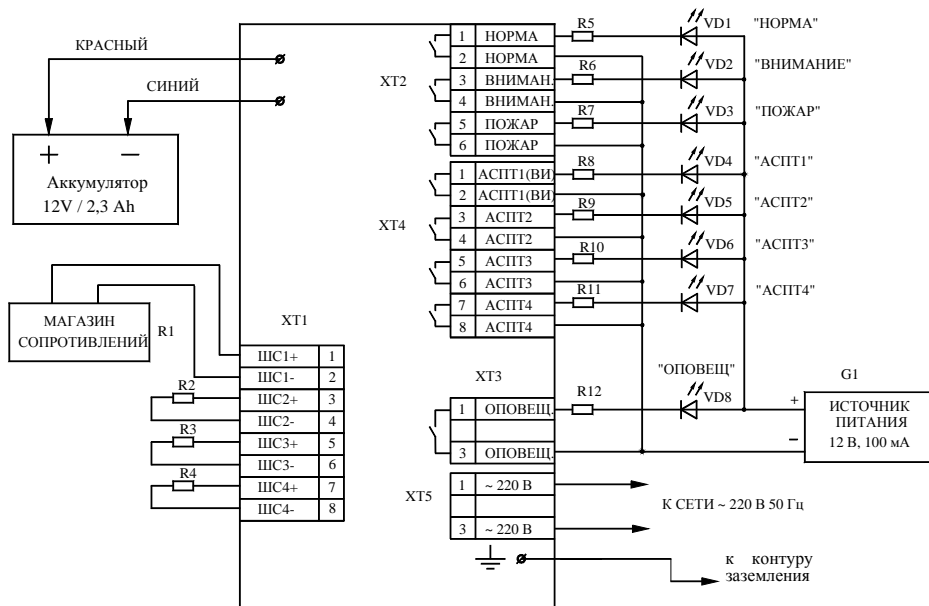 КРАСНЫЙ
СИНИЙ
+ −
Аккумулятор
12V / 2,3 Ah
МАГАЗИН
СОПРОТИВЛЕНИЙ
R1
R2
R3
R4
XT1
ШС1+ 1
ШС1- 2
ШС2+ 3
ШС2- 4
ШС3+ 5
ШС3- 6
ШС4+ 7
ШС4- 8
XT2
1 НОРМА
2 НОРМА
3 ВНИМАН.
4 ВНИМАН.
5 ПОЖАР
6 ПОЖАР
XT4
1 АСПТ1(ВИ)
2 АСПТ1(ВИ)
3 АСПТ2
4 АСПТ2
5 АСПТ3
6 АСПТ3
7 АСПТ4
8 АСПТ4
XT3
1 ОПОВЕЩ.
3 ОПОВЕЩ.
XT5
1 ~ 220 В
3 ~ 220 В
R5 VD1 "НОРМА"
R6 VD2 "ВНИМАНИЕ"
R7 VD3 "ПОЖАР"
R8 VD4 "АСПТ1"
R9 VD5 "АСПТ2"
R10 VD6 "АСПТ3"
R11 VD7 "АСПТ4"
"ОПОВЕЩ"
R12 VD8
G1
+
−
ИСТОЧНИК
ПИТАНИЯ
12 В, 100 мА
К СЕТИ ~ 220 В 50 Гц
к контуру
заземления